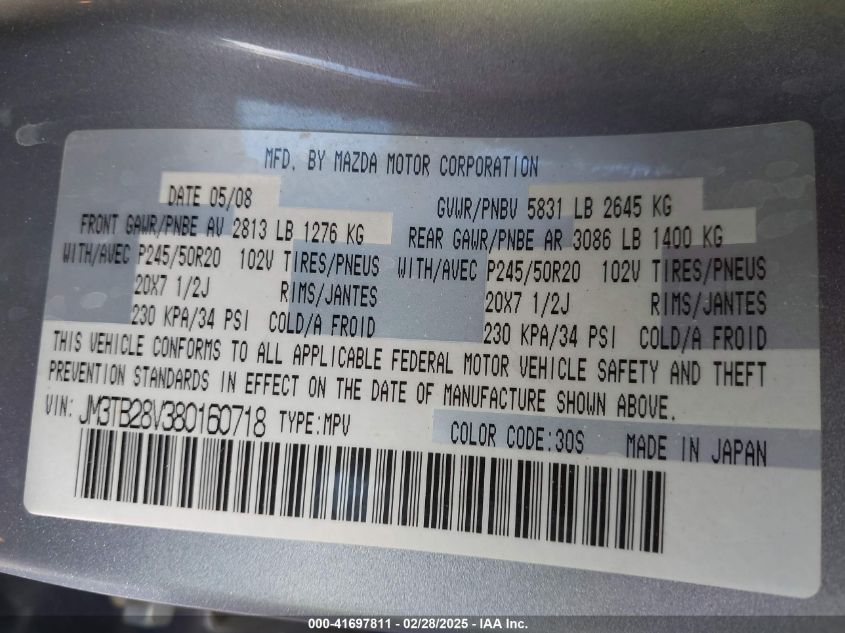 MFD. BY MAZDA MOTOR CORPORATION
DATE 05/08 GVWR/PNBV 5831 LB 2645 KG
FRONT GAWR/PNBE AV 2813 LB 1276 KG REAR GAWR/PNBE AR 3086 LB 1400 KG
WITH/AVEC P245/50R20 102V TIRES/PNEUS WITH/AVEC P245/50R20 102V TIRES/PNEUS
20X7 1/2J RIMS/JANTES 20X7 1/2J RIMS/JANTES
230 KPA/34 PSI COLD/A FROID 230 KPA/34 PSI COLD/A FROID
THIS VEHICLE CONFORMS TO ALL APPLICABLE FEDERAL MOTOR VEHICLE SAFETY AND THEFT
PREVENTION STANDARDS IN EFFECT ON THE DATE OF MANUFACTURE SHOWN ABOVE.
VIN: JM3TB28V380160718 TYPE:MPV COLOR CODE:30S MADE IN JAPAN
000-41697811 - 02/28/2025 - IAA Inc.